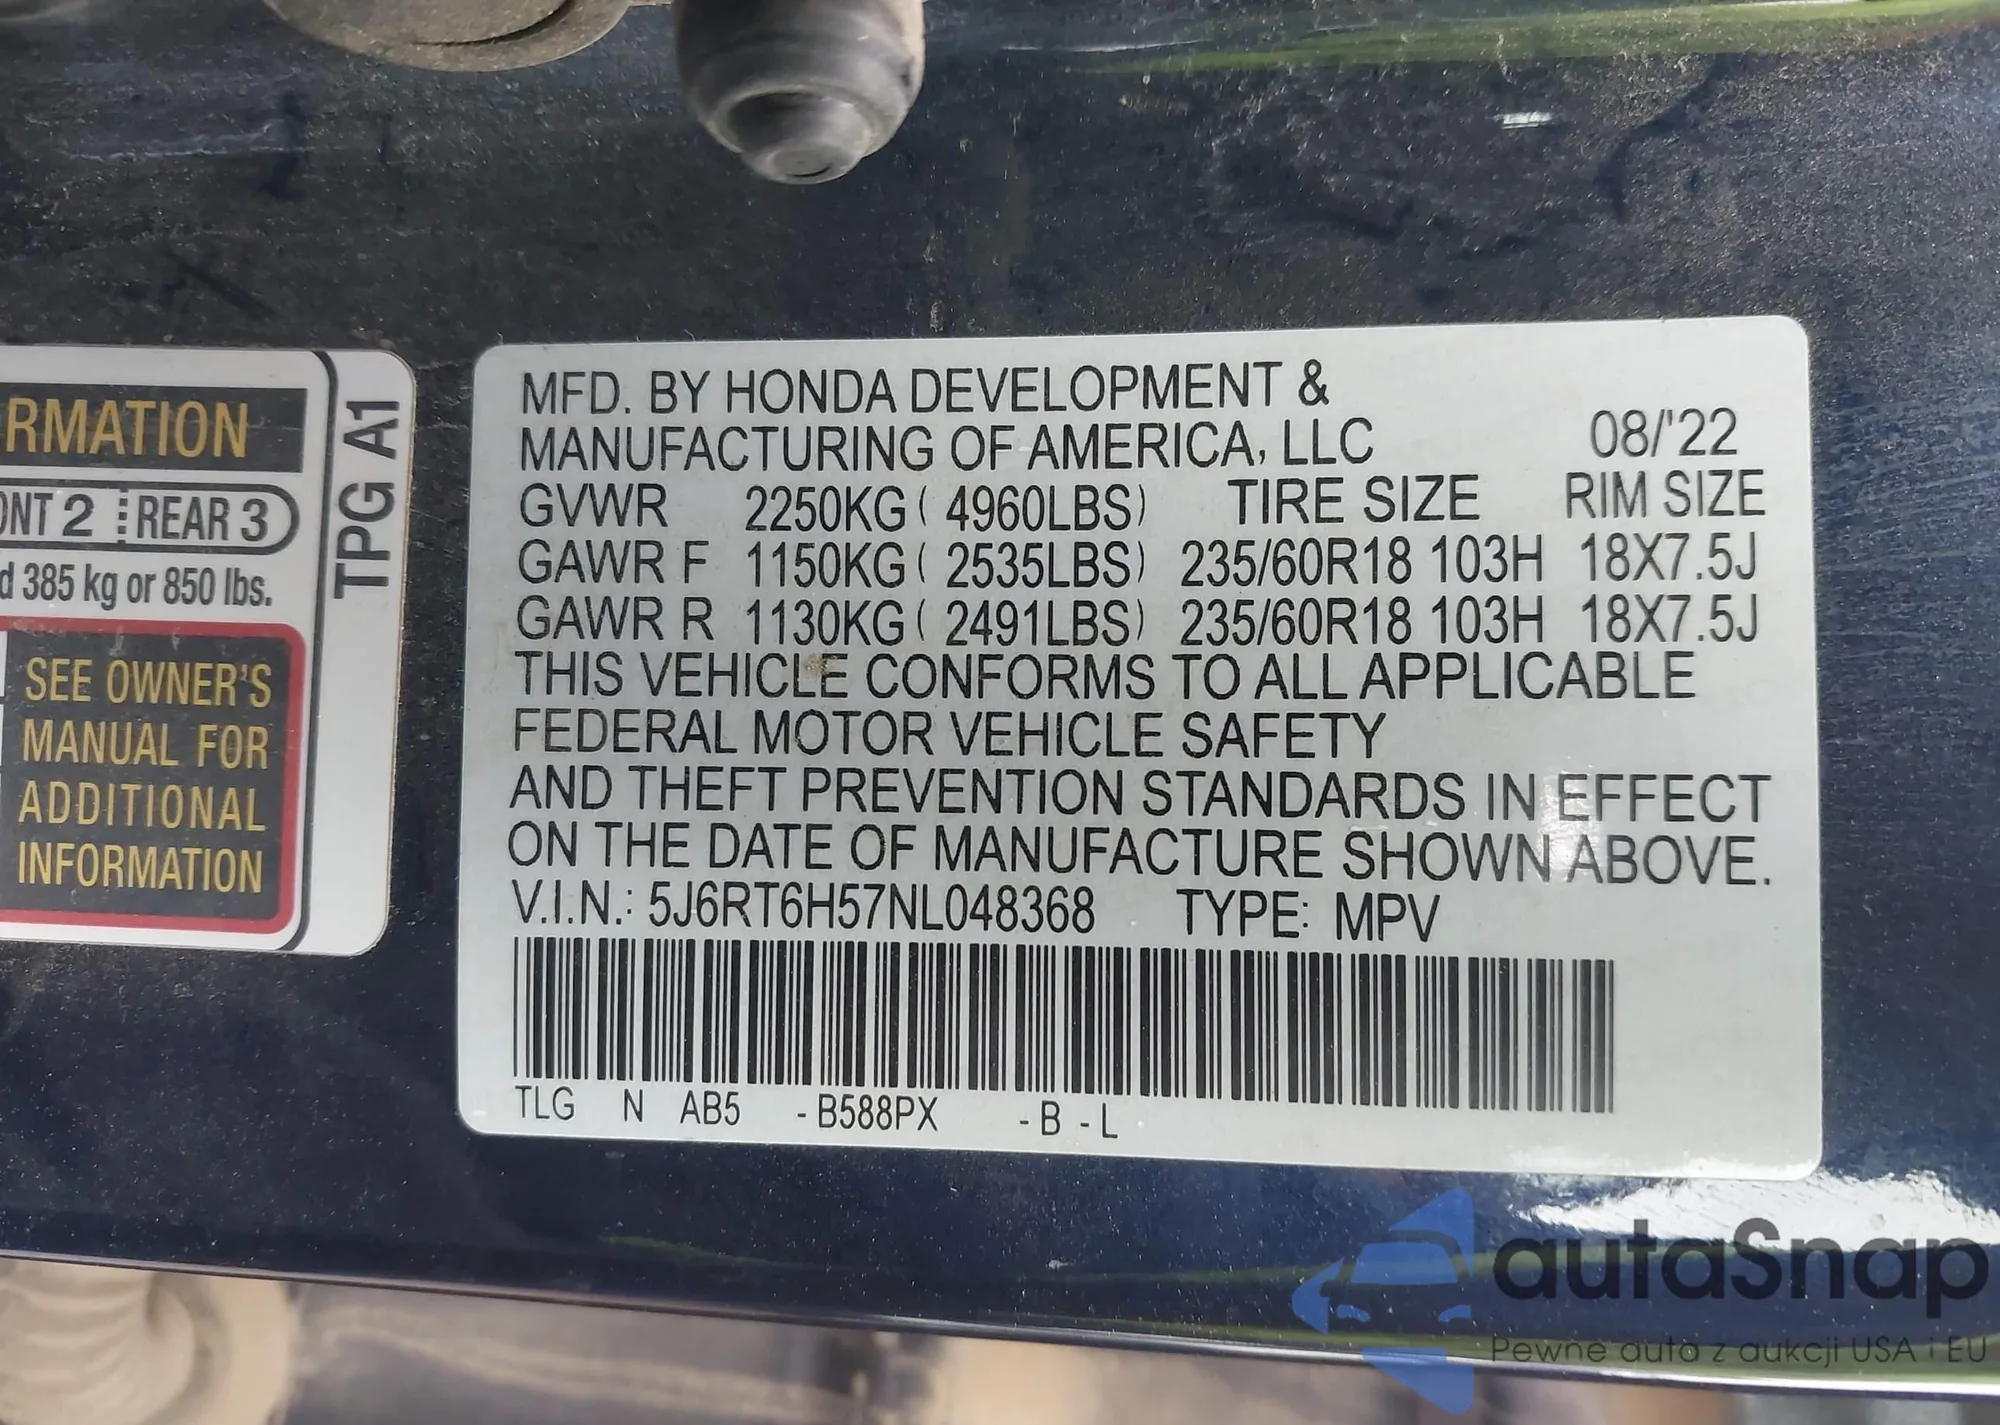 RMATION
ONT 2 REAR 3
d 385 kg or 850 lbs.
SEE OWNER'S
MANUAL FOR
ADDITIONAL
INFORMATION
TPG A1
MFD. BY HONDA DEVELOPMENT &
MANUFACTURING OF AMERICA, LLC 08/'22
GVWR 2250KG ( 4960LBS) TIRE SIZE RIM SIZE
GAWR F 1150KG ( 2535LBS) 235/60R18 103H 18X7.5J
GAWR R 1130KG ( 2491LBS) 235/60R18 103H 18X7.5J
THIS VEHICLE CONFORMS TO ALL APPLICABLE
FEDERAL MOTOR VEHICLE SAFETY
AND THEFT PREVENTION STANDARDS IN EFFECT
ON THE DATE OF MANUFACTURE SHOWN ABOVE.
V.I.N.: 5J6RT6H57NL048368 TYPE: MPV
TLG N AB5 -B588PX -B -L
autaSnap
Pewne auta z aukcji USA i EU